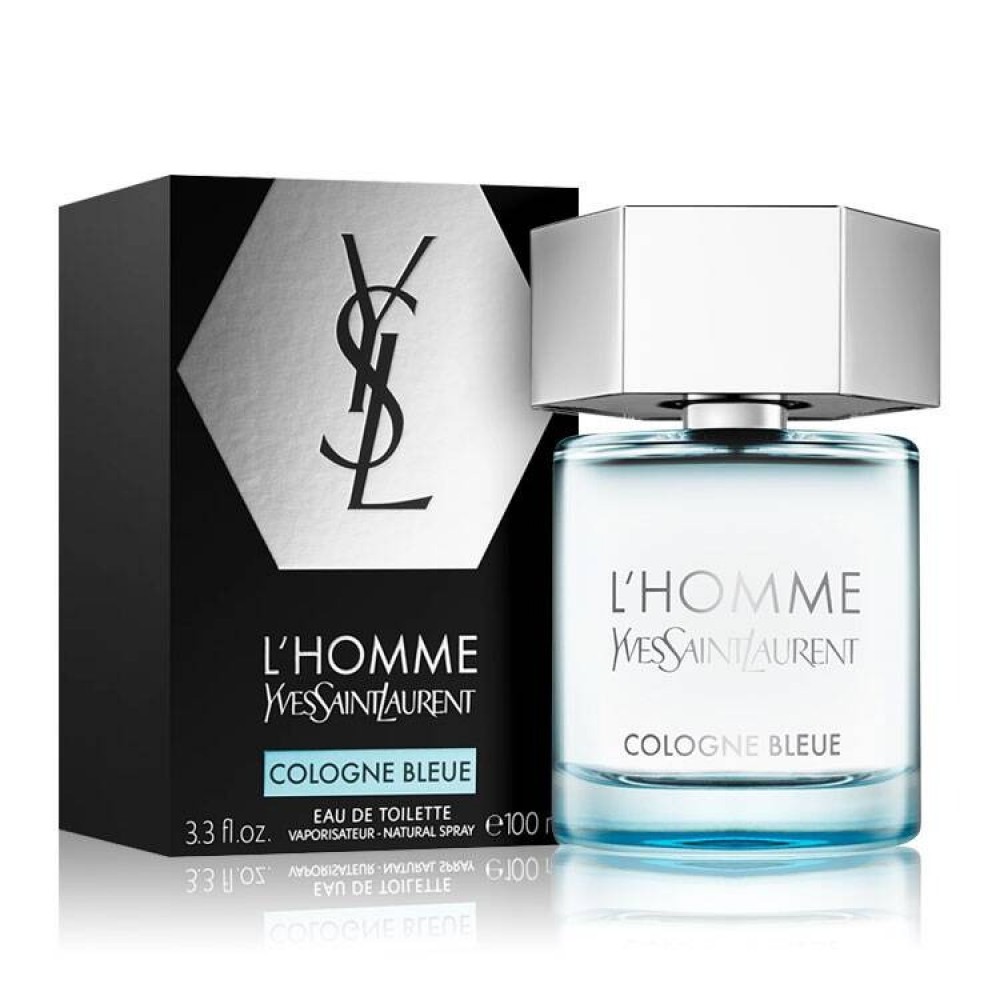 YSL
L'HOMME
YVESSAINTLAURENT
COLOGNE BLEUE
EAU DE TOILETTE
3.3 fl.oz. VAPORISATEUR - NATURAL SPRAY e100
L'HOMME
YVESSAINTLAURENT
COLOGNE BLEUE